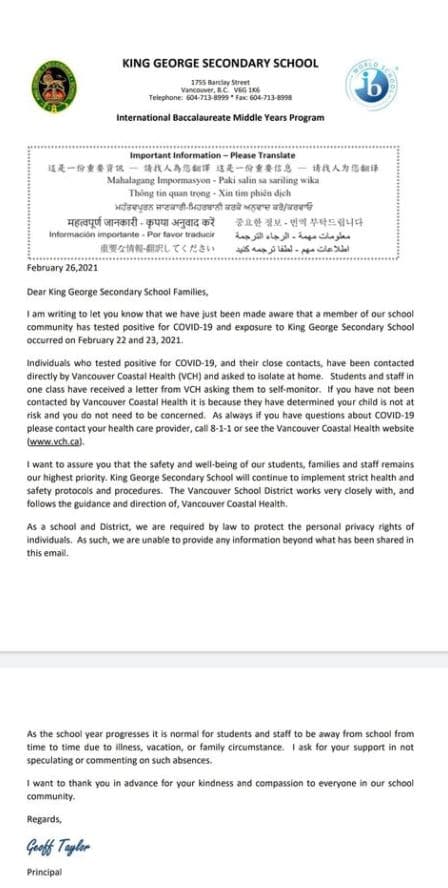 KING GEORGE SECONDARY SCHOOL
1755 Barclay Street
Vancouver, B.C. V6G 1K6
Telephone: 604-713-8999 * Fax: 604-713-8998
International Baccalaureate Middle Years Program
WORLD SCHOOL
ib
Important Information – Please Translate
這是一份重要資訊 — 請找人為您翻譯 这是一份重要信息 — 请找人为您翻译
Mahalagang Impormasyon - Paki salin sa sariling wika
Thông tin quan trọng - Xin tìm phiên dịch
ਮਹੱਤਵਪੂਰਨ ਜਾਣਕਾਰੀ-ਮਿਹਰਬਾਨੀ ਕਰਕੇ ਅਨੁਵਾਦ ਕਰੋ/ਕਰਵਾਓ
महत्वपूर्ण जानकारी - कृपया अनुवाद करें 중요한 정보 - 번역 부탁드립니다
Información importante - Por favor traducir معلومات مهمة - الرجاء الترجمة
重要な情報-翻訳してください اطلاعات مهم - لطفا ترجمه کنید
February 26,2021
Dear King George Secondary School Families,
I am writing to let you know that we have just been made aware that a member of our school
community has tested positive for COVID-19 and exposure to King George Secondary School
occurred on February 22 and 23, 2021.
Individuals who tested positive for COVID-19, and their close contacts, have been contacted
directly by Vancouver Coastal Health (VCH) and asked to isolate at home. Students and staff in
one class have received a letter from VCH asking them to self-monitor. If you have not been
contacted by Vancouver Coastal Health it is because they have determined your child is not at
risk and you do not need to be concerned. As always if you have questions about COVID-19
please contact your health care provider, call 8-1-1 or see the Vancouver Coastal Health website
(www.vch.ca).
I want to assure you that the safety and well-being of our students, families and staff remains
our highest priority. King George Secondary School will continue to implement strict health and
safety protocols and procedures. The Vancouver School District works very closely with, and
follows the guidance and direction of, Vancouver Coastal Health.
As a school and District, we are required by law to protect the personal privacy rights of
individuals. As such, we are unable to provide any information beyond what has been shared in
this email.
As the school year progresses it is normal for students and staff to be away from school from
time to time due to illness, vacation, or family circumstance. I ask for your support in not
speculating or commenting on such absences.
I want to thank you in advance for your kindness and compassion to everyone in our school
community.
Regards,
Geoff Taylor
Principal